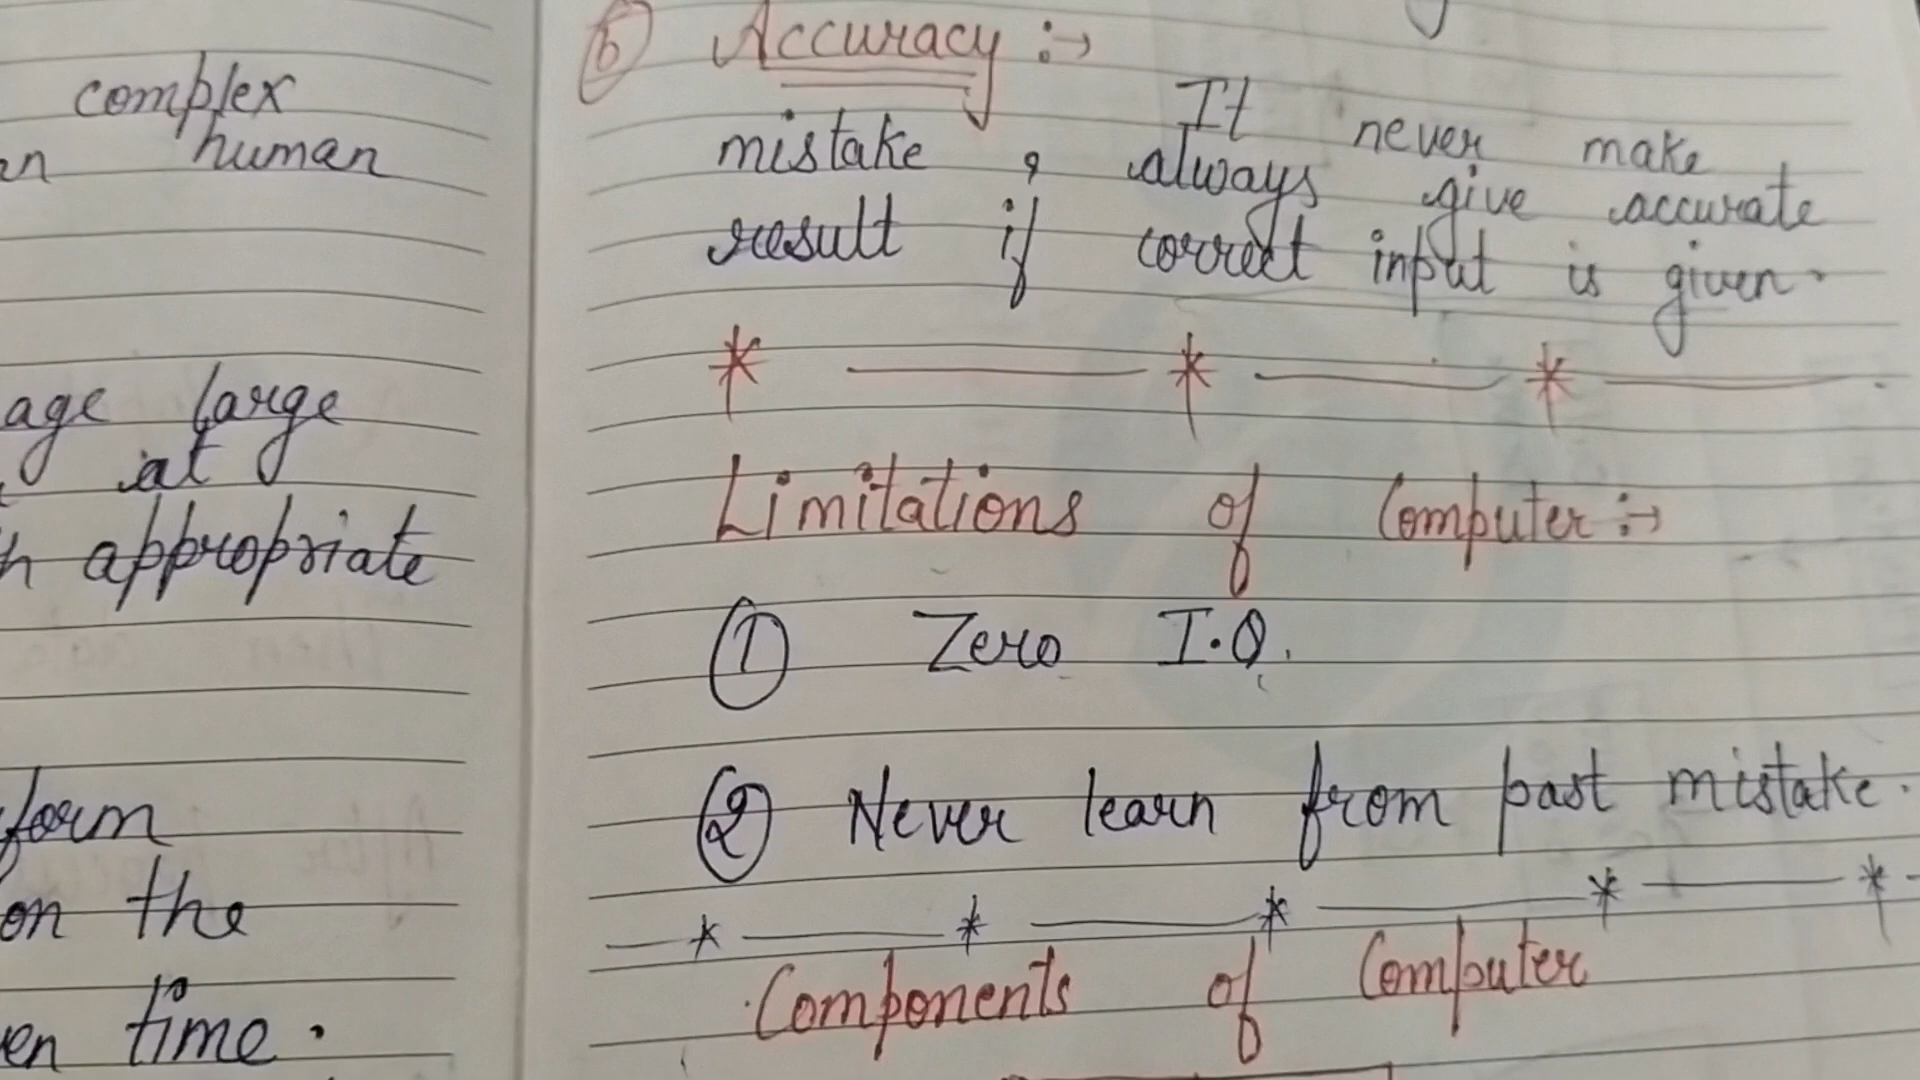 complex
human
age large
at
appropriate
form
on the
en time.
6 Accuracy :→
It never make
mistake , always give accurate
result if correct input is given.
* —— * —— * ——
Limitations of Computer :→
1 Zero I.Q.
2 Never learn from past mistake.
— * —— * —— * —— * —— * -
Components of Computer